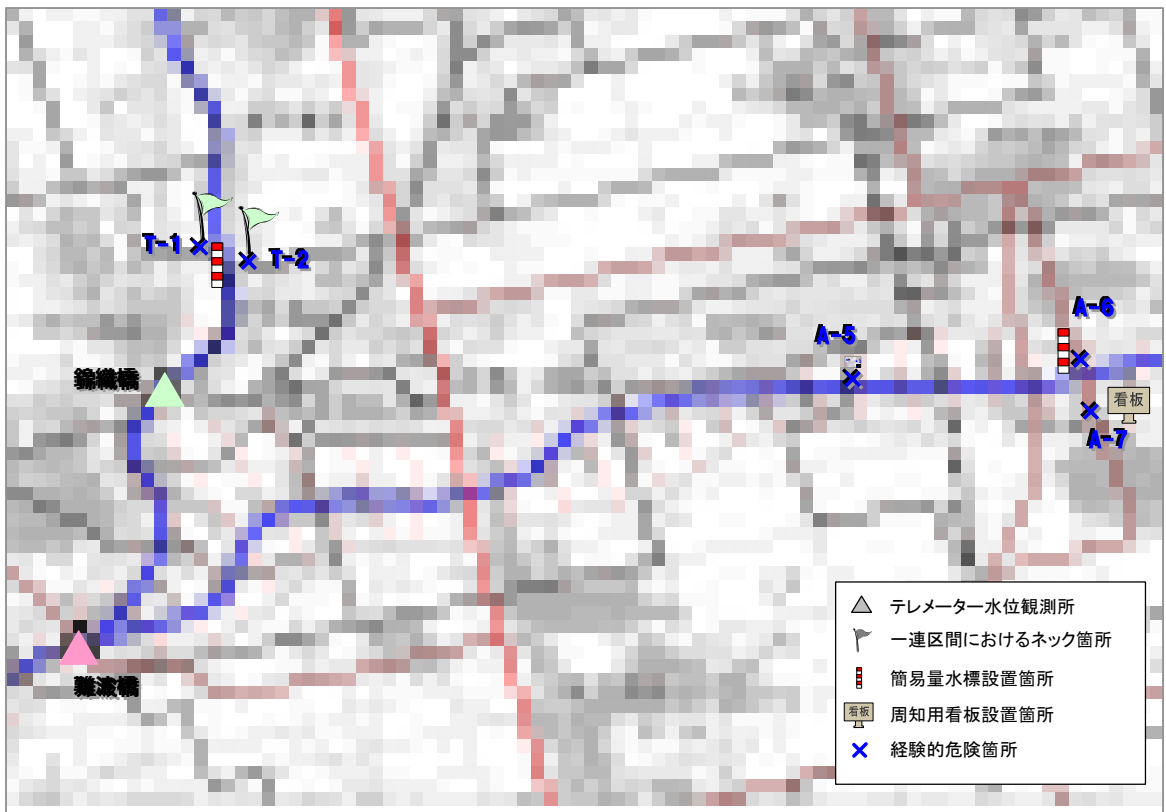 T-1
T-2
A-6
A-5
錦織橋
看板
A-7
難波橋
テレメーター水位観測所
一連区間におけるネック箇所
簡易量水標設置箇所
看板
周知用看板設置箇所
経験的危険箇所